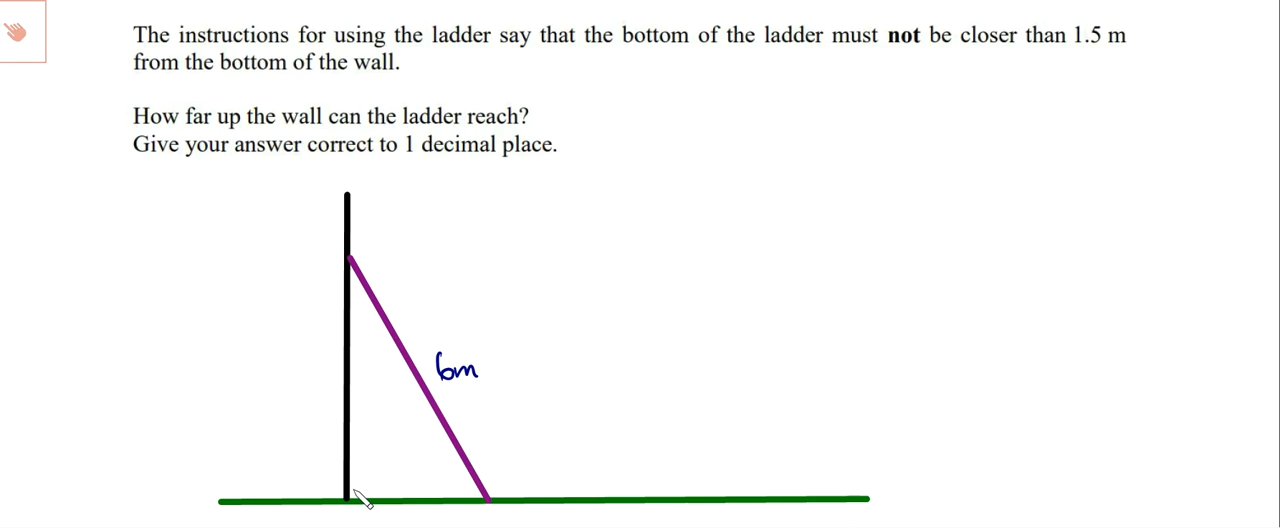 The instructions for using the ladder say that the bottom of the ladder must not be closer than 1.5 m
from the bottom of the wall.
How far up the wall can the ladder reach?
Give your answer correct to 1 decimal place.
6m